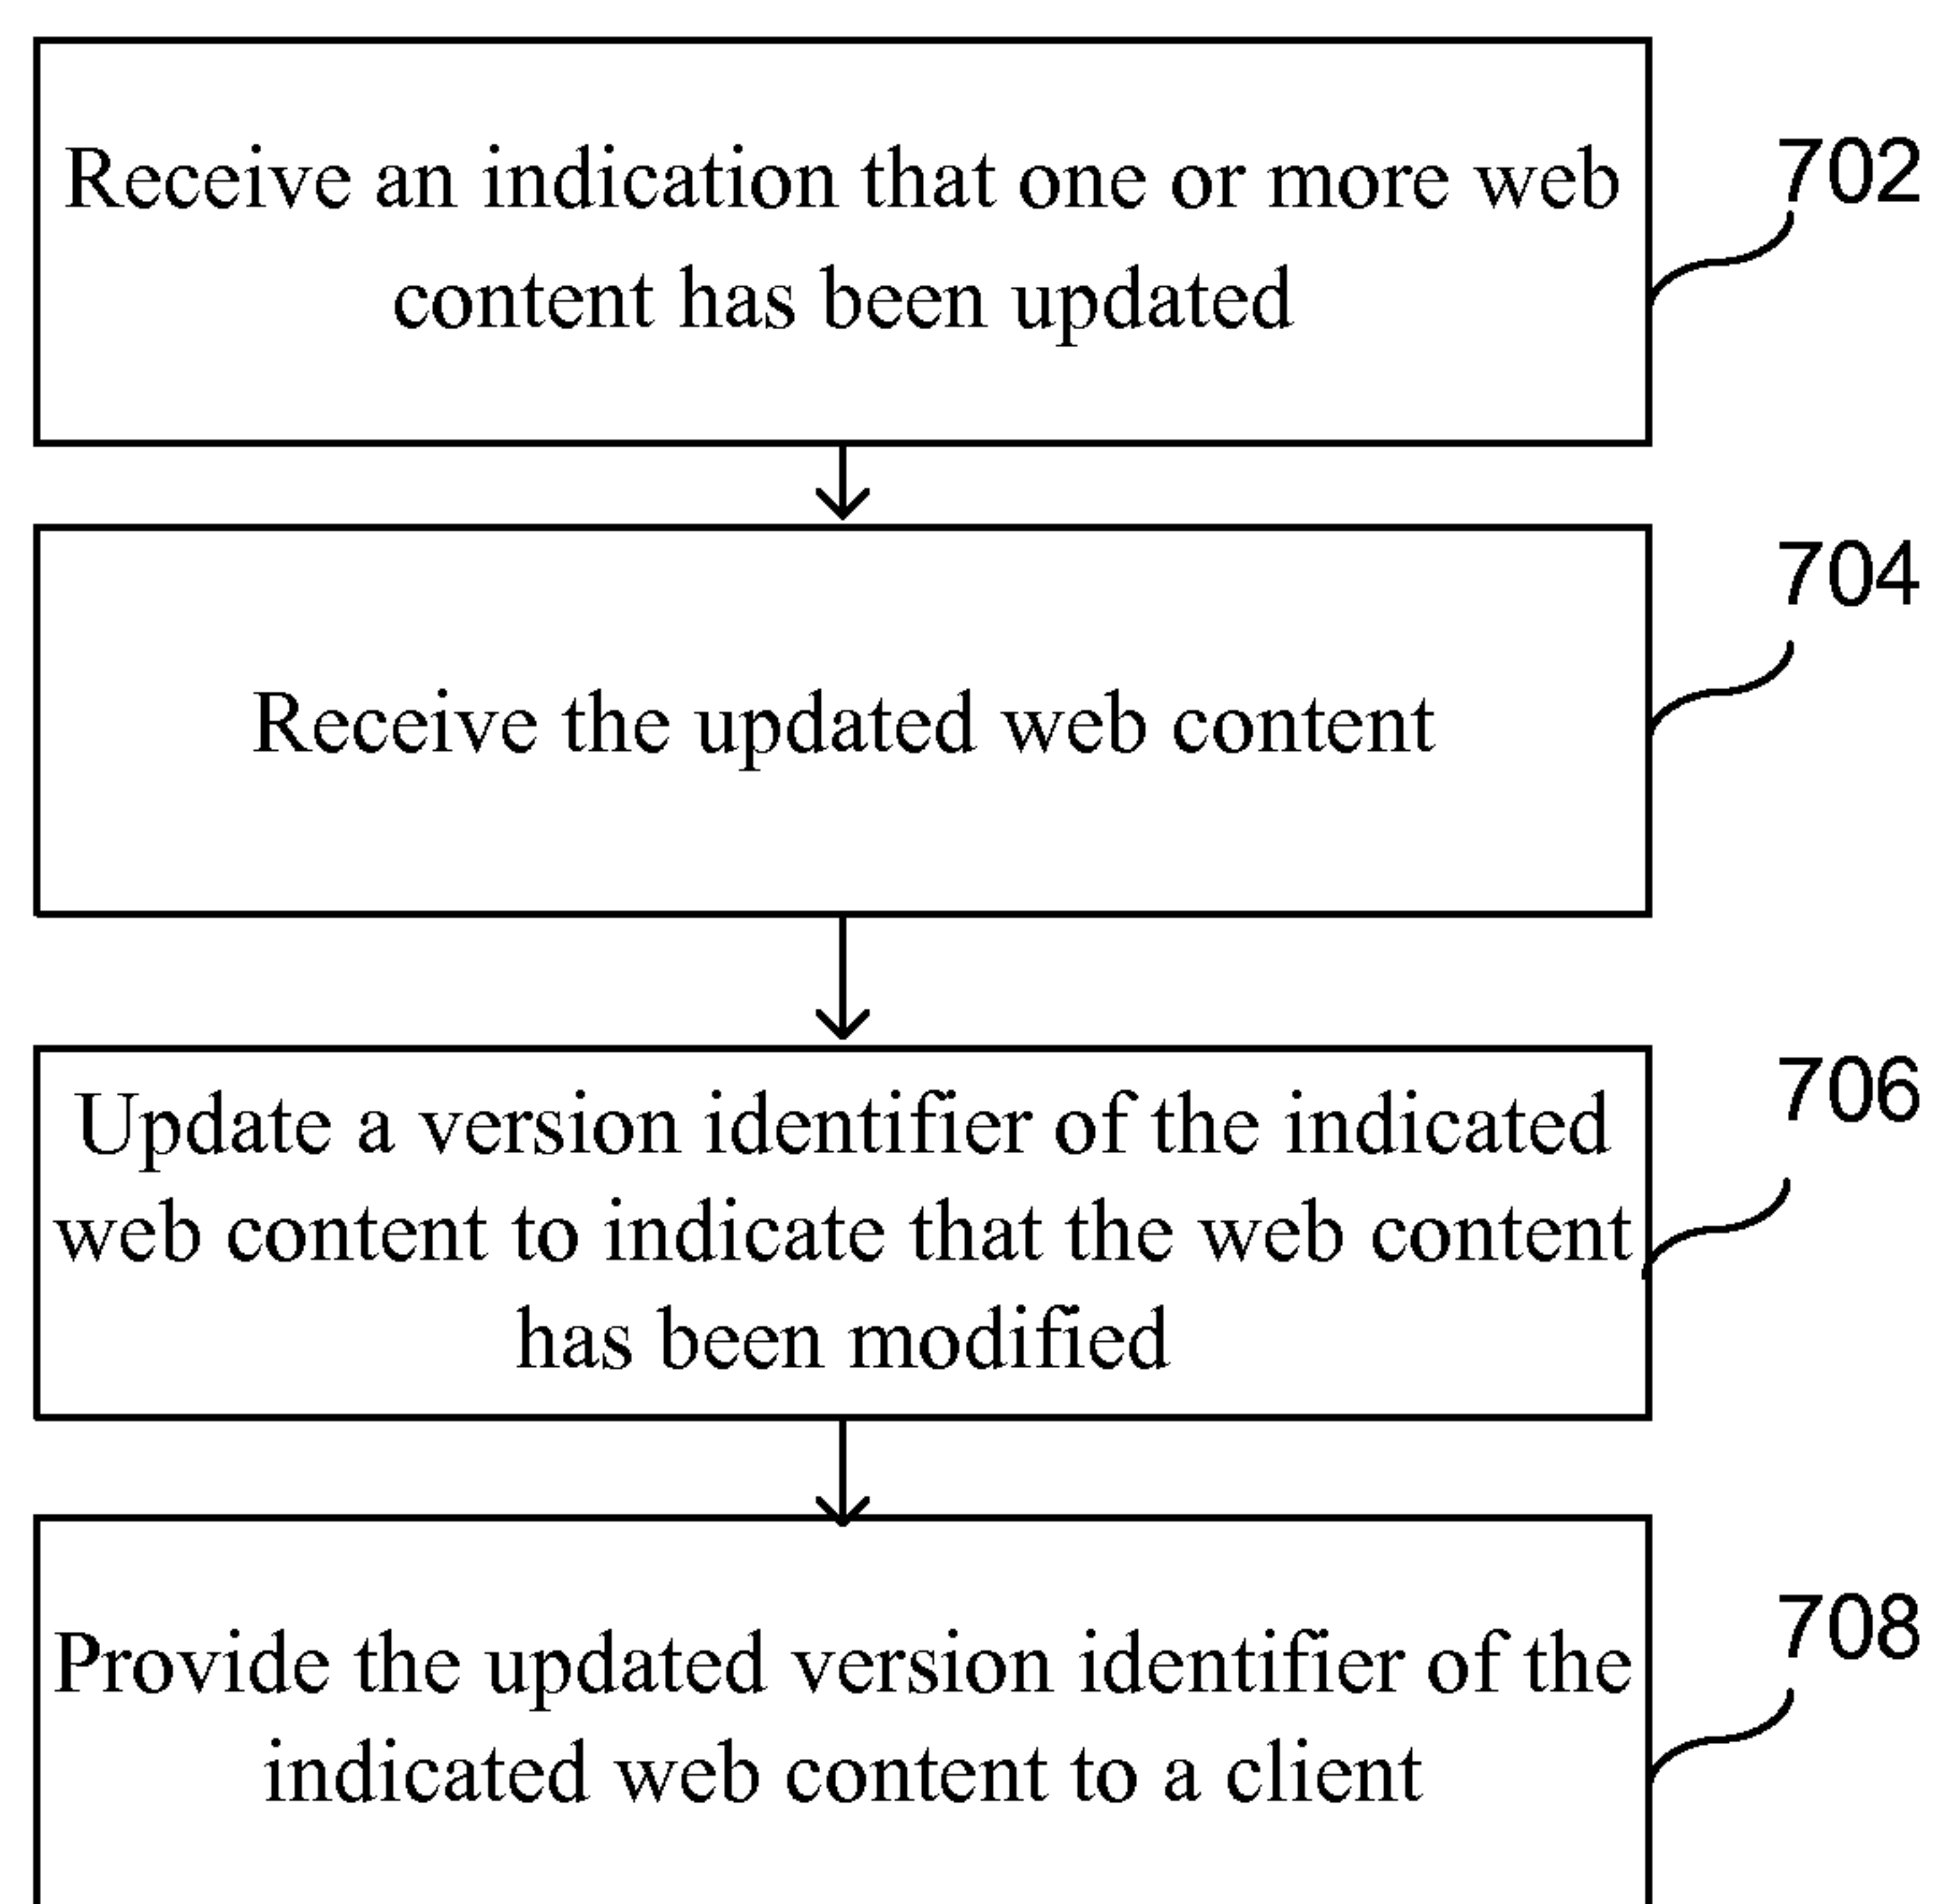 Receive an indication that one or more web
content has been updated
702
Receive the updated web content
704
Update a version identifier of the indicated
web content to indicate that the web content
has been modified
706
Provide the updated version identifier of the
indicated web content to a client
708